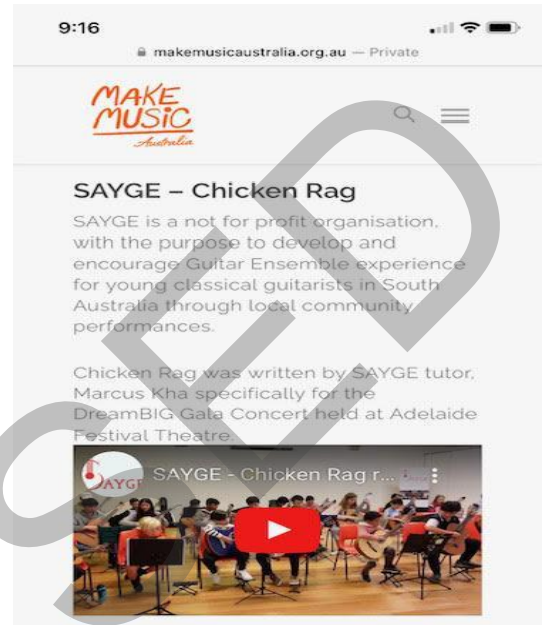 9:16
makemusicaustralia.org.au — Private
MAKE
MUSIC
Australia
SAYGE – Chicken Rag
SAYGE is a not for profit organisation,
with the purpose to develop and
encourage Guitar Ensemble experience
for young classical guitarists in South
Australia through local community
performances.
Chicken Rag was written by SAYGE tutor,
Marcus Kha specifically for the
DreamBIG Gala Concert held at Adelaide
Festival Theatre.
SAYGE
SAYGE - Chicken Rag r...
SED